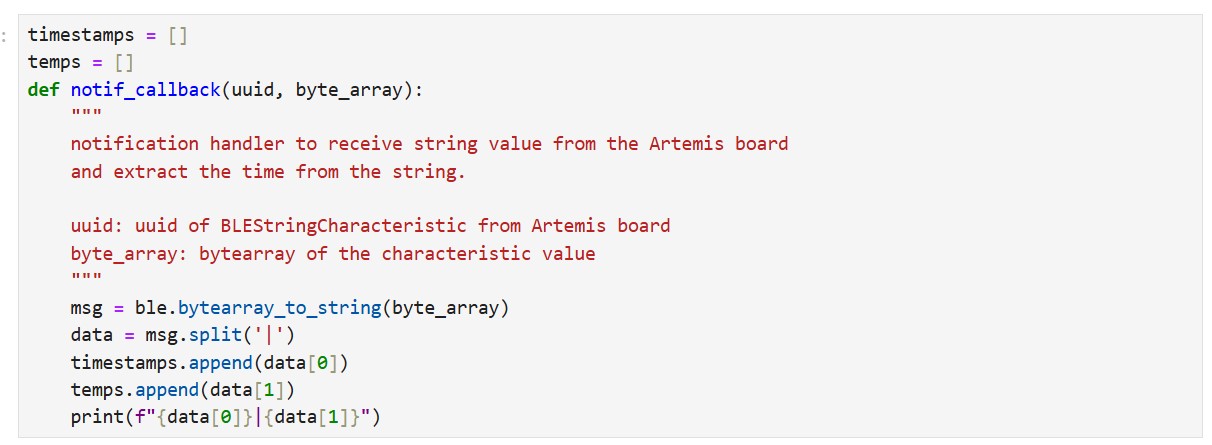 :
timestamps = []
temps = []
def notif_callback(uuid, byte_array):
    """
    notification handler to receive string value from the Artemis board
    and extract the time from the string.

    uuid: uuid of BLEStringCharacteristic from Artemis board
    byte_array: bytearray of the characteristic value
    """
    msg = ble.bytearray_to_string(byte_array)
    data = msg.split('|')
    timestamps.append(data[0])
    temps.append(data[1])
    print(f"{data[0]}|{data[1]}")